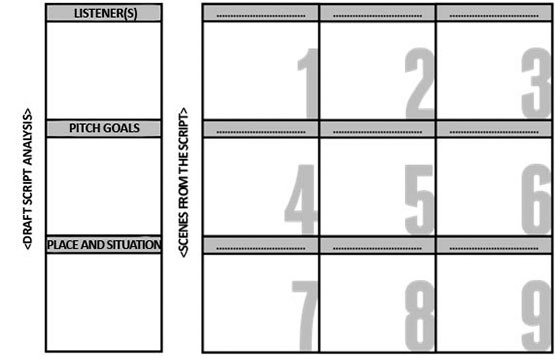 <DRAFT SCRIPT ANALYSIS>
LISTENER(S)
PITCH GOALS
PLACE AND SITUATION
<SCENES FROM THE SCRIPT>
1
2
3
4
5
6
7
8
9